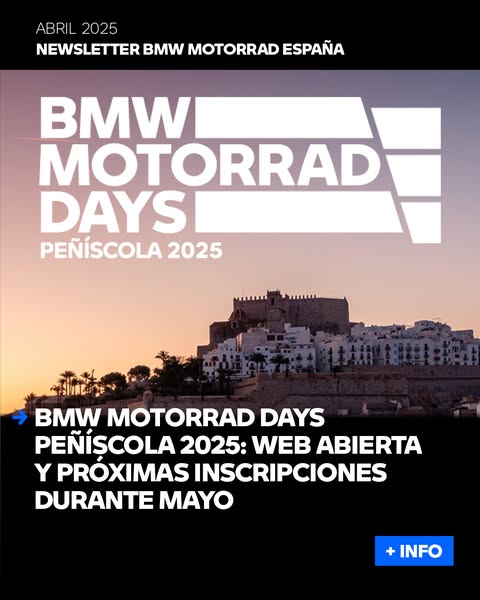 ABRIL 2025
NEWSLETTER BMW MOTORRAD ESPAÑA
BMW
MOTORRAD
DAYS
PEÑÍSCOLA 2025
BMW MOTORRAD DAYS
PEÑÍSCOLA 2025: WEB ABIERTA
Y PRÓXIMAS INSCRIPCIONES
DURANTE MAYO
+ INFO